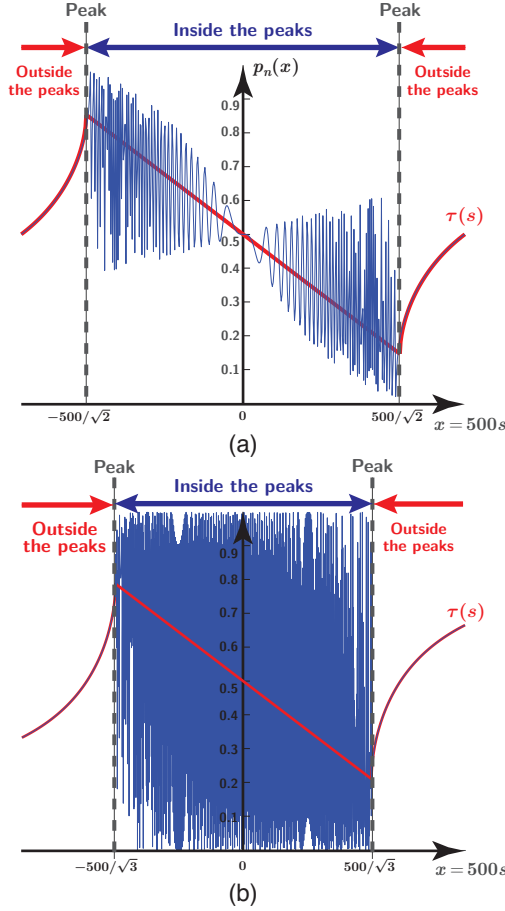 Peak
Peak
Inside the peaks
Outside
the peaks
Outside
the peaks
p_n(x)
0.9
0.8
0.7
0.6
0.5
0.4
0.3
0.2
0.1
τ(s)
−500/√2
0
500/√2
x = 500s
(a)
Peak
Peak
Inside the peaks
Outside
the peaks
Outside
the peaks
0.9
0.8
0.7
0.6
0.5
0.4
0.3
0.2
0.1
τ(s)
−500/√3
0
500/√3
x = 500s
(b)